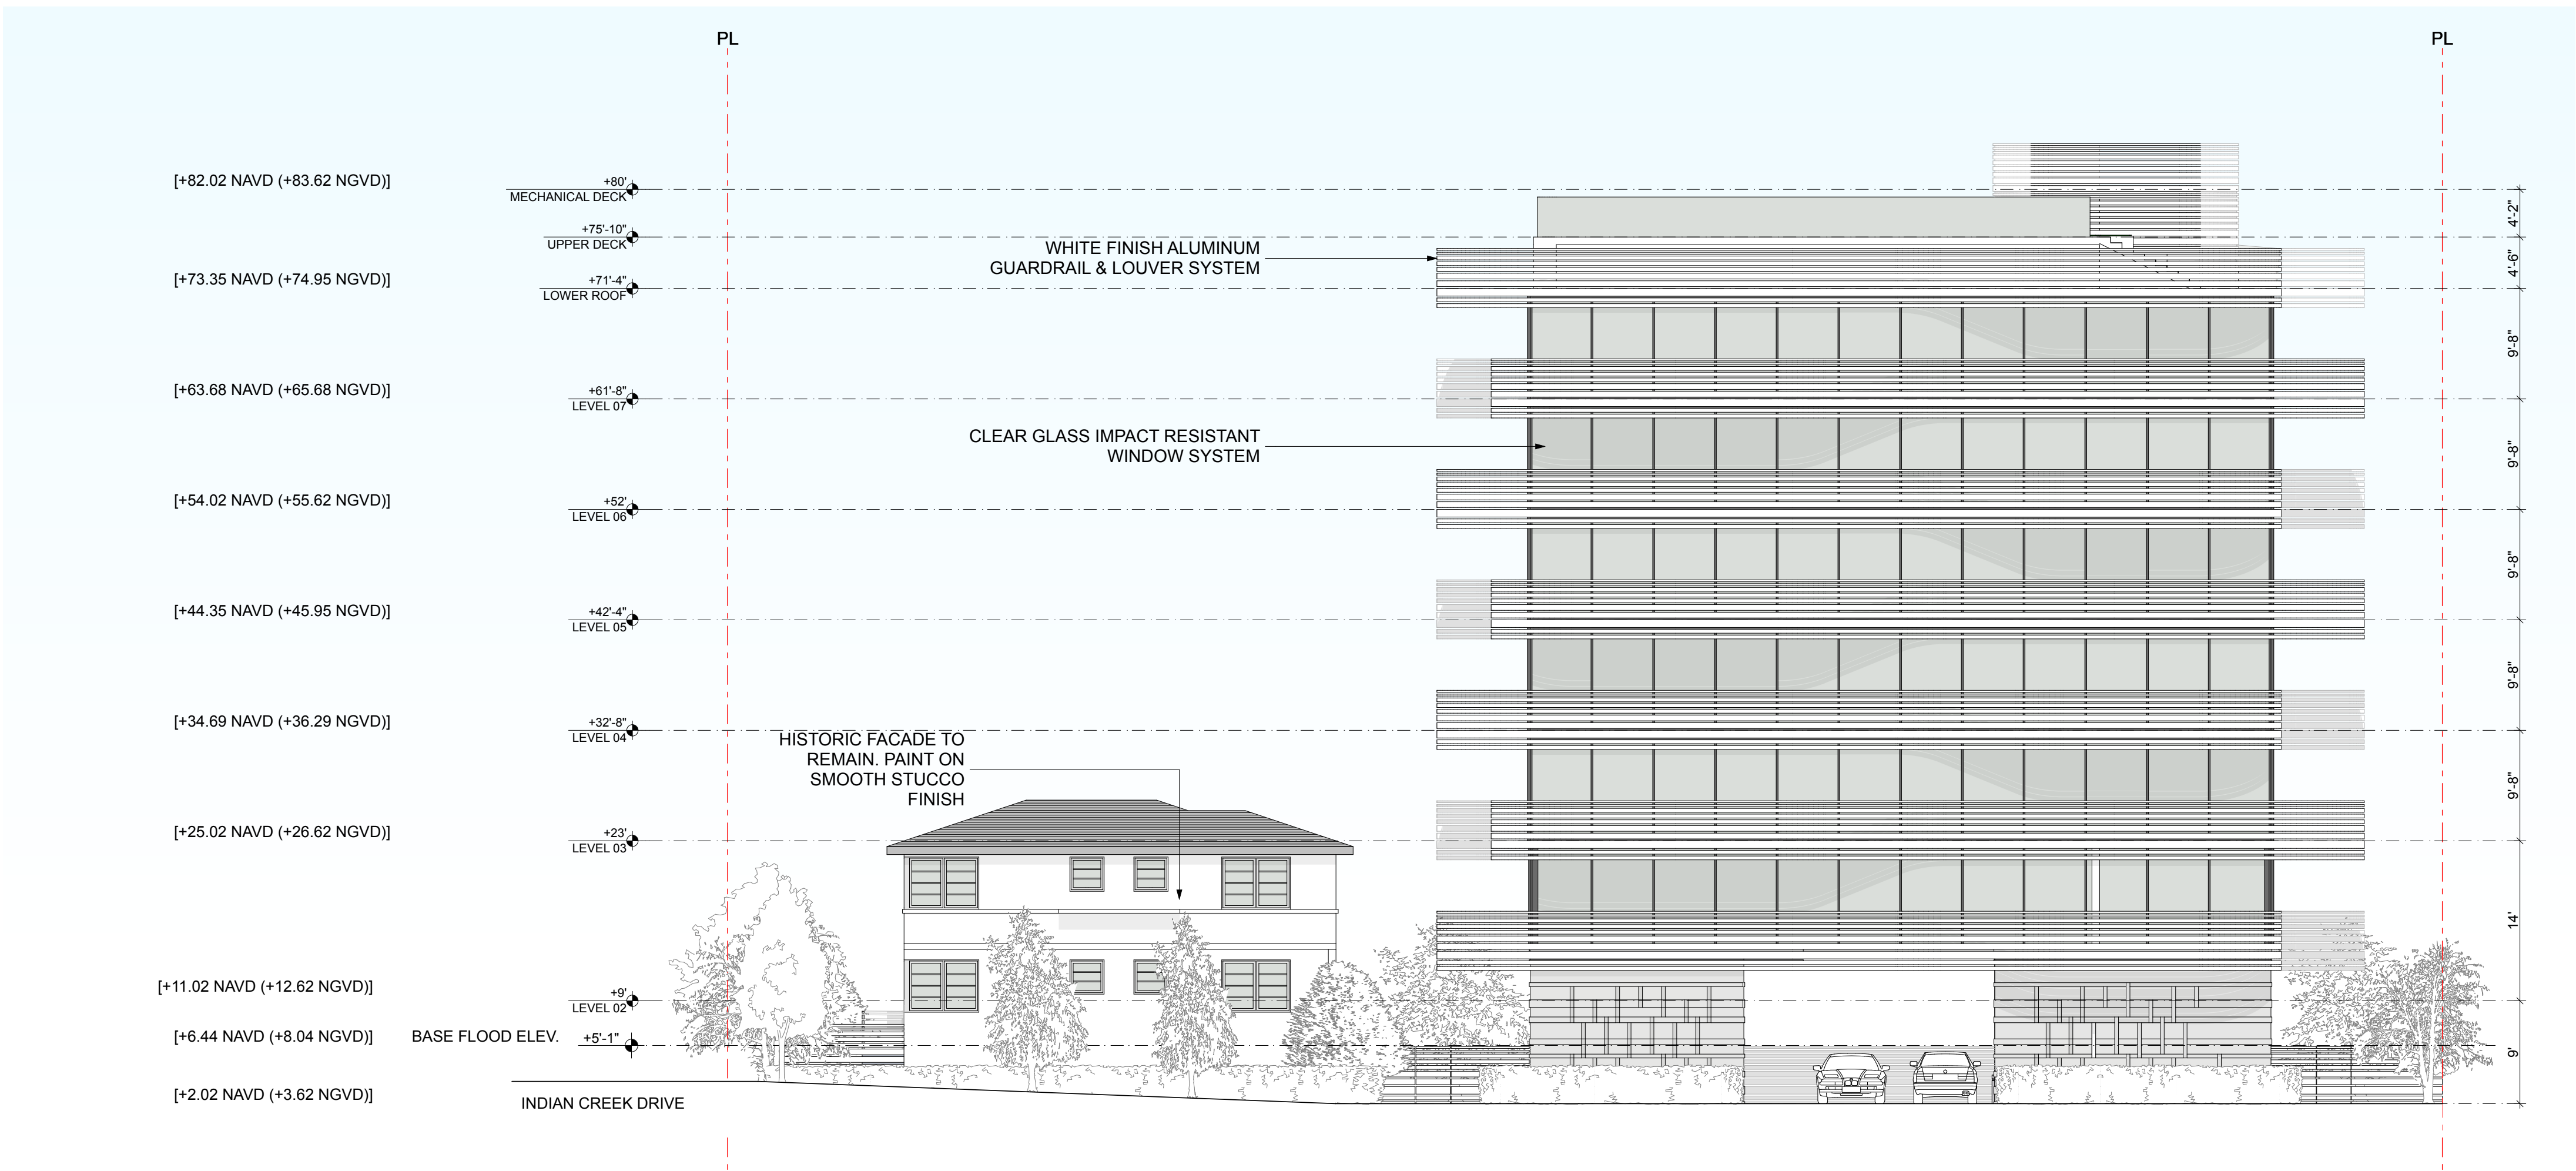 PL
PL
[+82.02 NAVD (+83.62 NGVD)]
+80'
MECHANICAL DECK
4'-2"
+75'-10"
UPPER DECK
WHITE FINISH ALUMINUM
GUARDRAIL & LOUVER SYSTEM
4'-6"
[+73.35 NAVD (+74.95 NGVD)]
+71'-4"
LOWER ROOF
9'-8"
[+63.68 NAVD (+65.68 NGVD)]
+61'-8"
LEVEL 07
CLEAR GLASS IMPACT RESISTANT
WINDOW SYSTEM
9'-8"
[+54.02 NAVD (+55.62 NGVD)]
+52'
LEVEL 06
9'-8"
[+44.35 NAVD (+45.95 NGVD)]
+42'-4"
LEVEL 05
9'-8"
[+34.69 NAVD (+36.29 NGVD)]
+32'-8"
LEVEL 04
HISTORIC FACADE TO
REMAIN. PAINT ON
SMOOTH STUCCO
FINISH
9'-8"
[+25.02 NAVD (+26.62 NGVD)]
+23'
LEVEL 03
14'
[+11.02 NAVD (+12.62 NGVD)]
+9'
LEVEL 02
[+6.44 NAVD (+8.04 NGVD)]
BASE FLOOD ELEV.
+5'-1"
9'
[+2.02 NAVD (+3.62 NGVD)]
INDIAN CREEK DRIVE